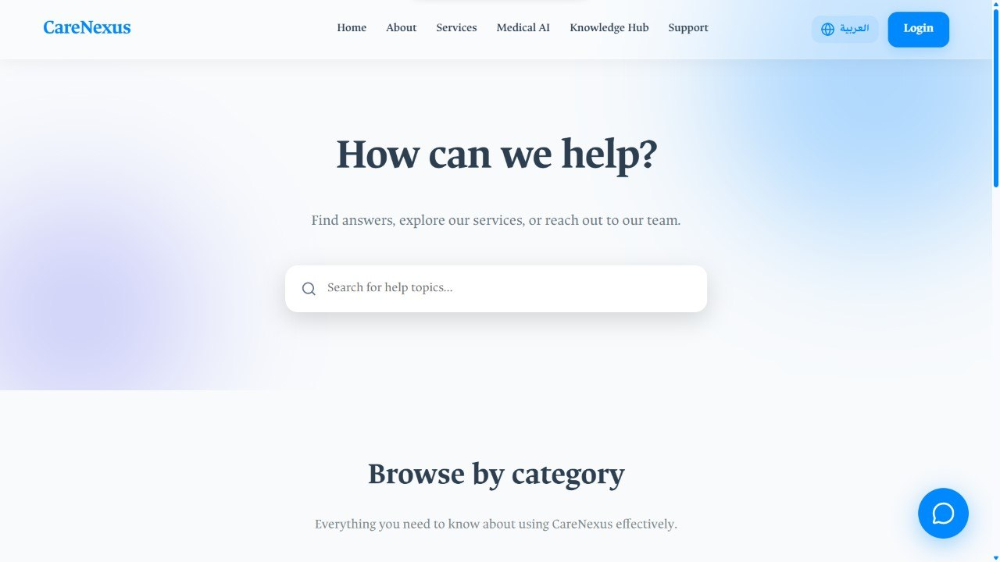 CareNexus
Home
About
Services
Medical AI
Knowledge Hub
Support
العربية
Login
How can we help?
Find answers, explore our services, or reach out to our team.
Search for help topics...
Browse by category
Everything you need to know about using CareNexus effectively.